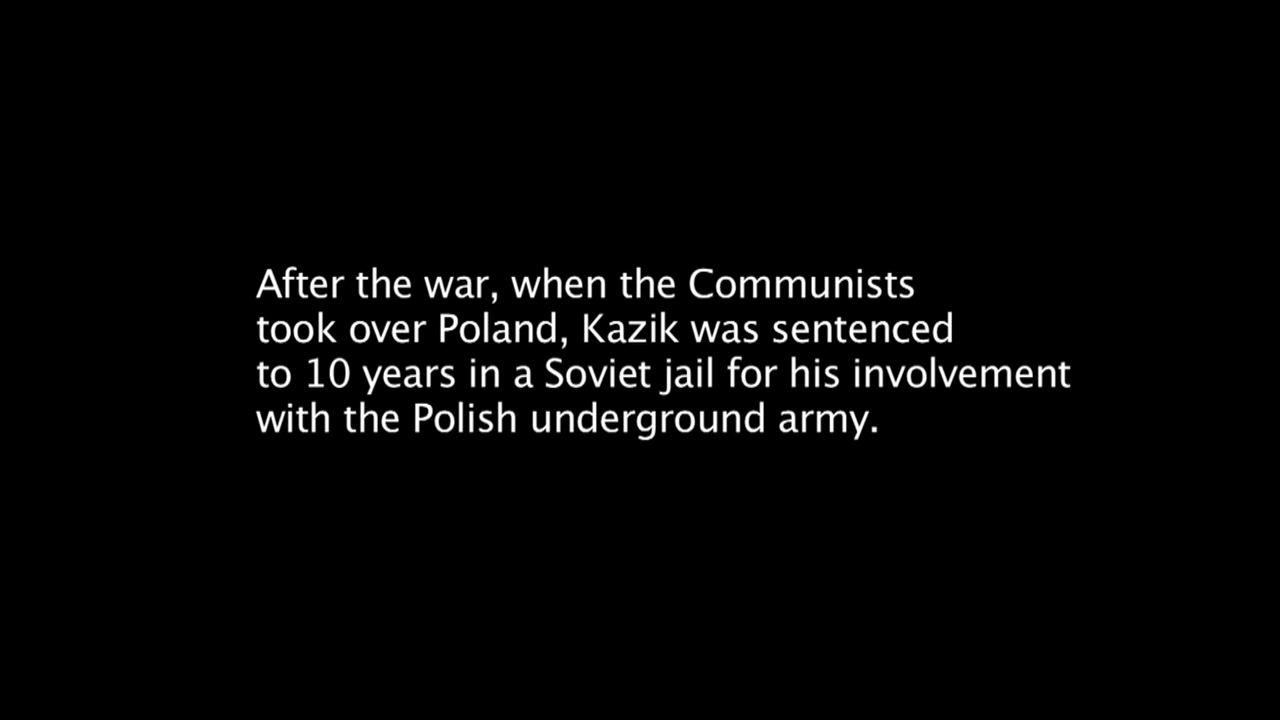 After the war, when the Communists
took over Poland, Kazik was sentenced
to 10 years in a Soviet jail for his involvement
with the Polish underground army.